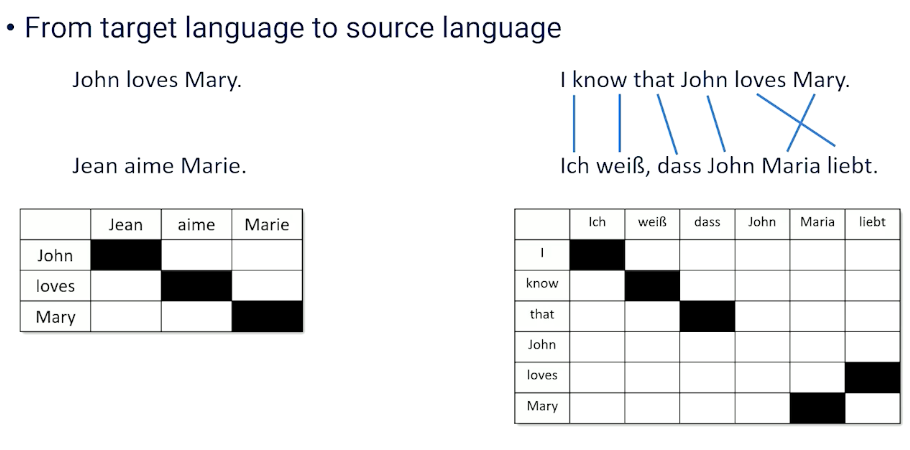 • From target language to source language
John loves Mary.
Jean aime Marie.
Jean aime Marie
John
loves
Mary
I know that John loves Mary.
Ich weiß, dass John Maria liebt.
Ich weiß dass John Maria liebt
I
know
that
John
loves
Mary